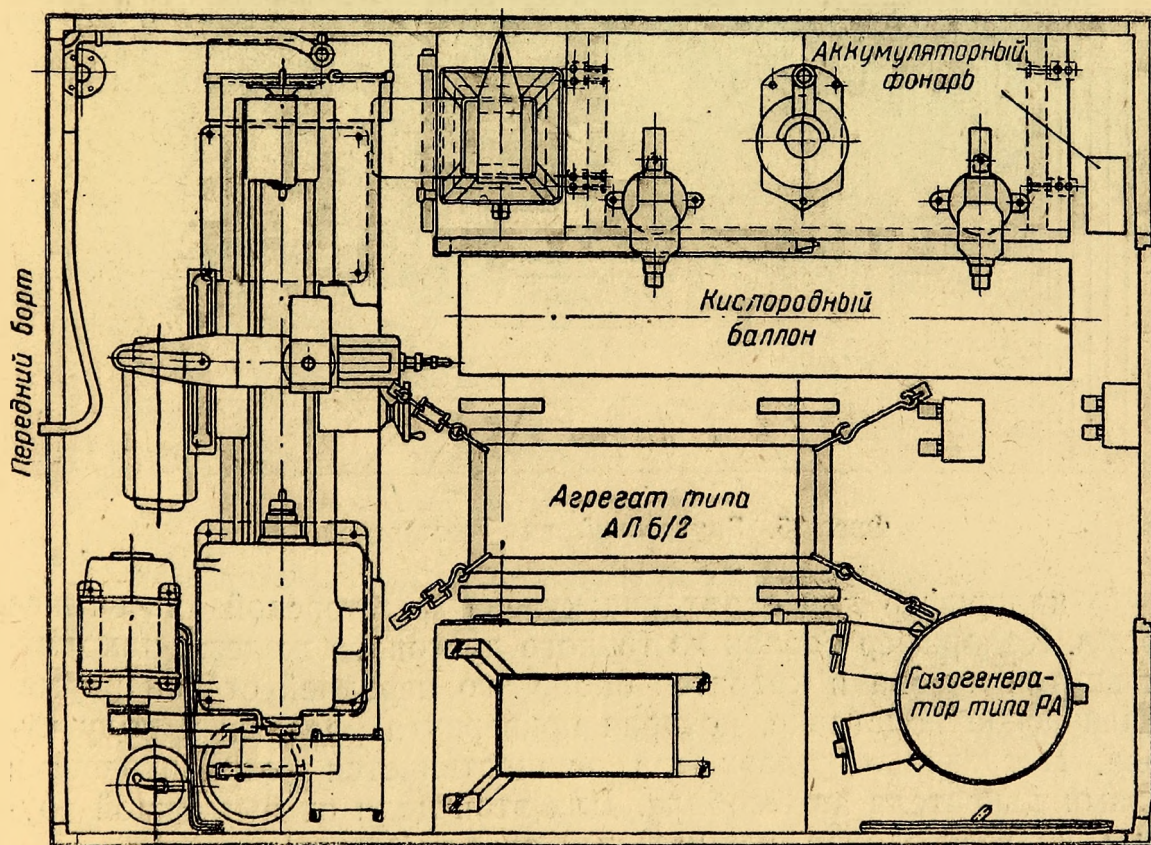 Аккумуляторный
фонарь
Передний борт
Кислородный
баллон
Агрегат типа
АЛ 6/2
Газогенера-
тор типа РА